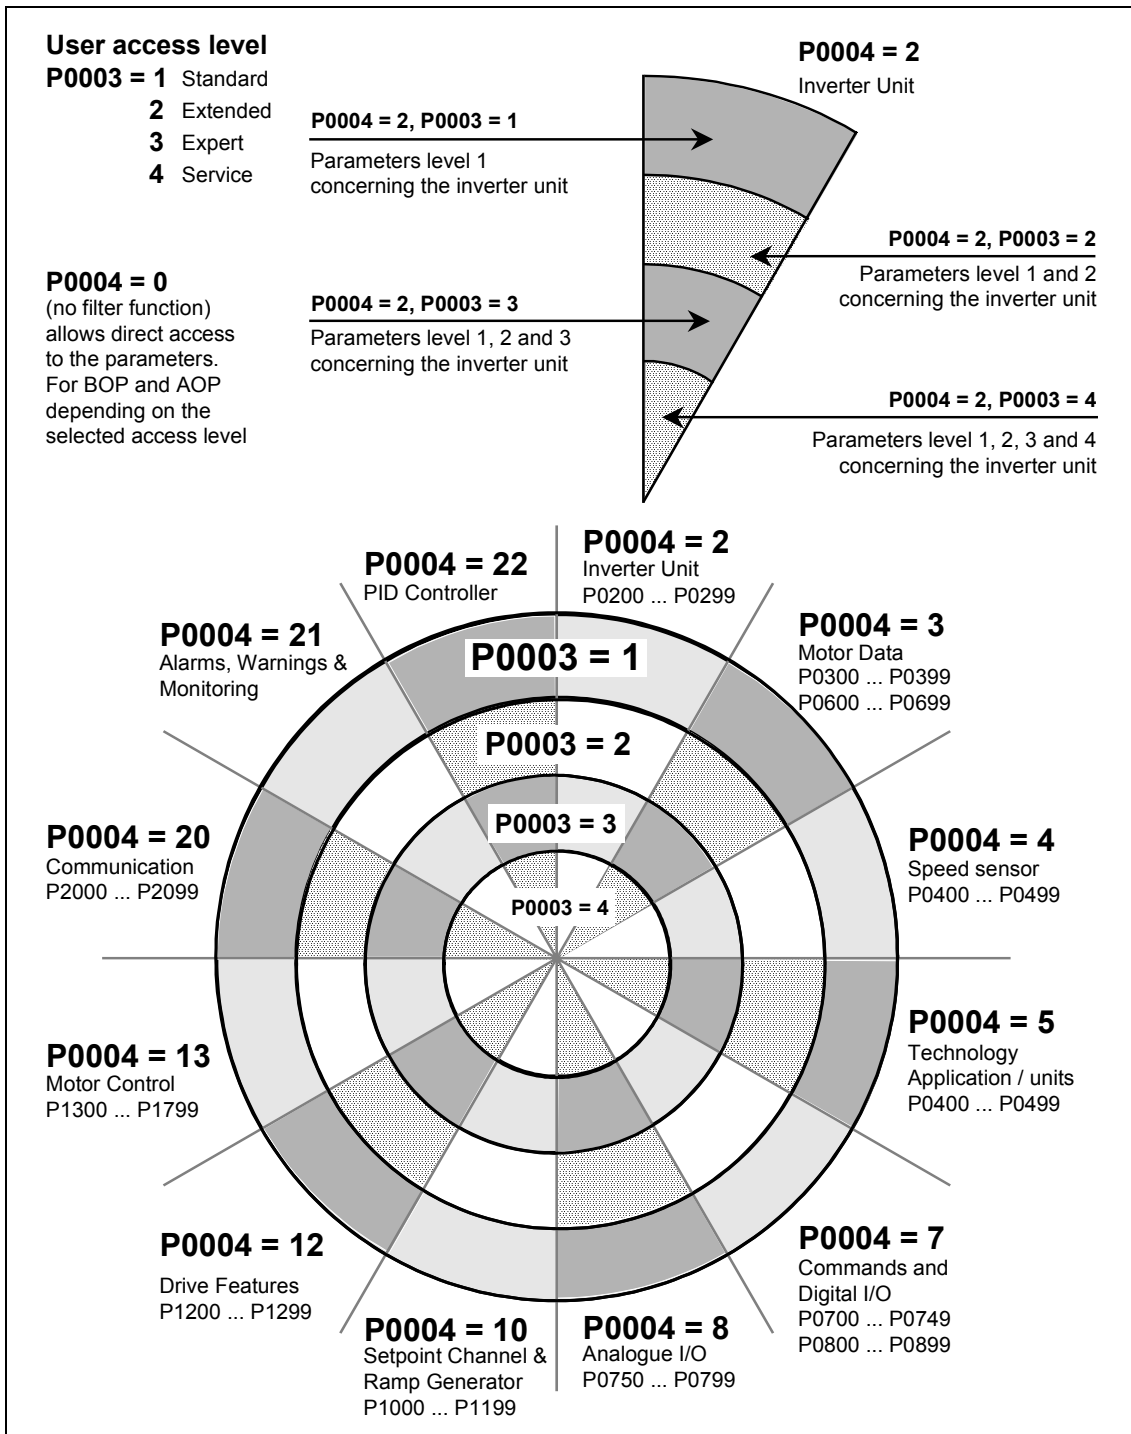 User access level
P0003 = 1 Standard
2 Extended
3 Expert
4 Service
P0004 = 2
Inverter Unit
P0004 = 2, P0003 = 1
Parameters level 1
concerning the inverter unit
P0004 = 2, P0003 = 2
Parameters level 1 and 2
concerning the inverter unit
P0004 = 0
(no filter function)
allows direct access
to the parameters.
For BOP and AOP
depending on the
selected access level
P0004 = 2, P0003 = 3
Parameters level 1, 2 and 3
concerning the inverter unit
P0004 = 2, P0003 = 4
Parameters level 1, 2, 3 and 4
concerning the inverter unit
P0004 = 22
PID Controller
P0004 = 2
Inverter Unit
P0200 ... P0299
P0004 = 21
Alarms, Warnings &
Monitoring
P0004 = 3
Motor Data
P0300 ... P0399
P0600 ... P0699
P0003 = 1
P0003 = 2
P0003 = 3
P0003 = 4
P0004 = 20
Communication
P2000 ... P2099
P0004 = 4
Speed sensor
P0400 ... P0499
P0004 = 13
Motor Control
P1300 ... P1799
P0004 = 5
Technology
Application / units
P0400 ... P0499
P0004 = 12
Drive Features
P1200 ... P1299
P0004 = 7
Commands and
Digital I/O
P0700 ... P0749
P0800 ... P0899
P0004 = 10
Setpoint Channel &
Ramp Generator
P1000 ... P1199
P0004 = 8
Analogue I/O
P0750 ... P0799